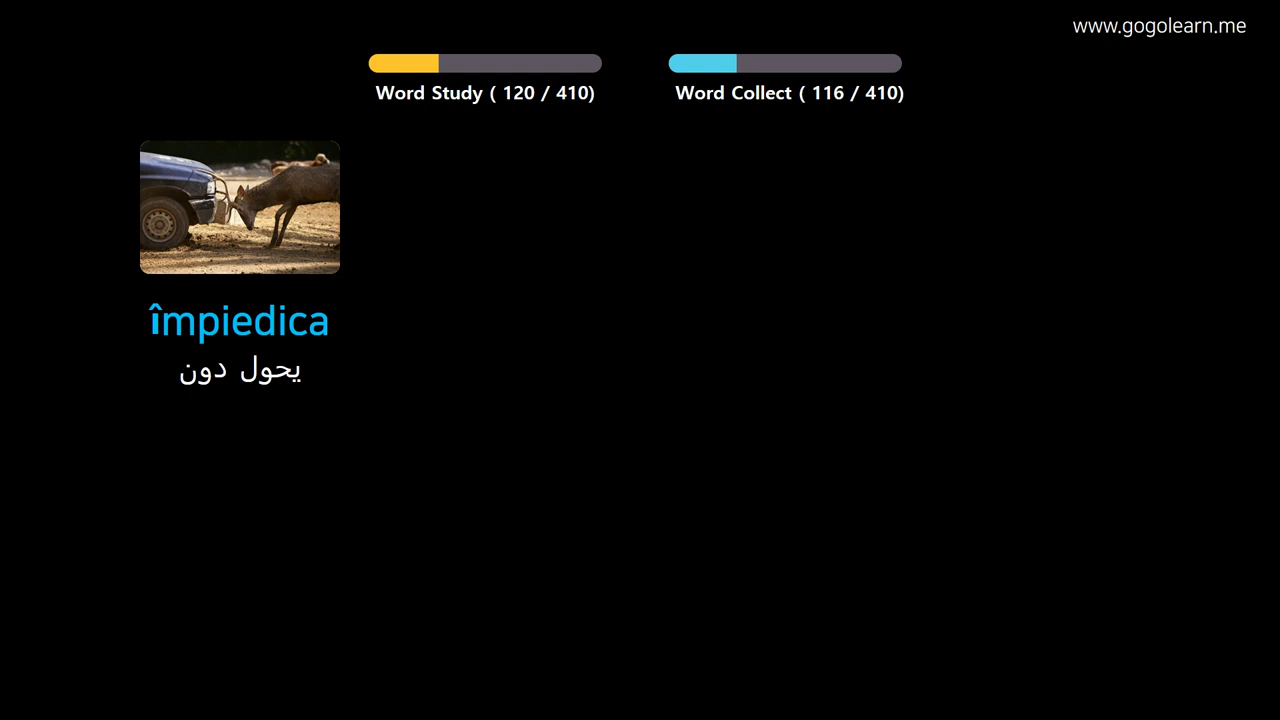 www.gogolearn.me
Word Study ( 120 / 410)
Word Collect ( 116 / 410)
împiedica
يحول دون